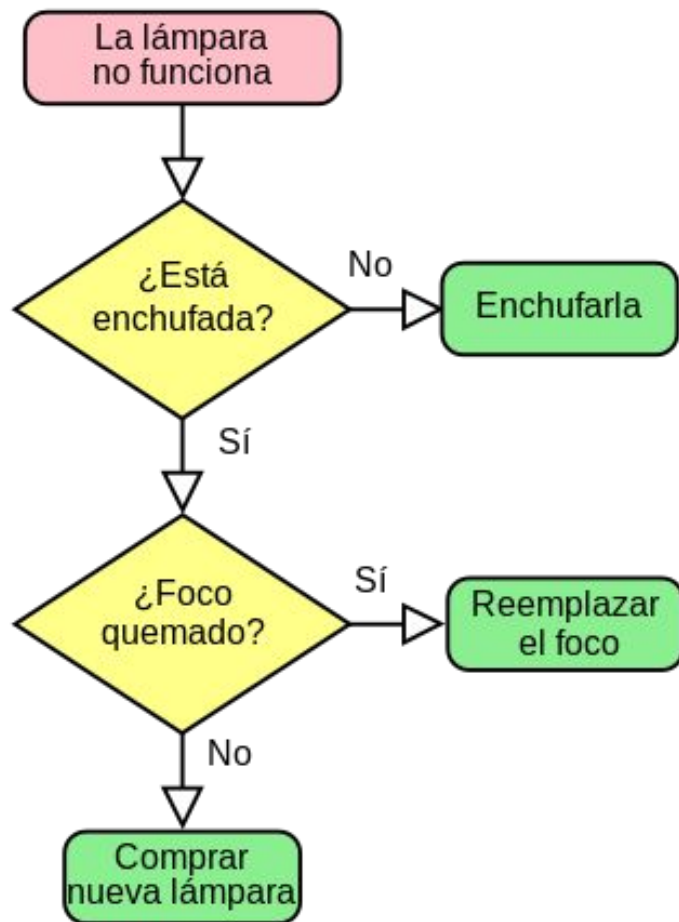 La lámpara
no funciona
¿Está
enchufada?
No
Enchufarla
Sí
¿Foco
quemado?
Sí
Reemplazar
el foco
No
Comprar
nueva lámpara